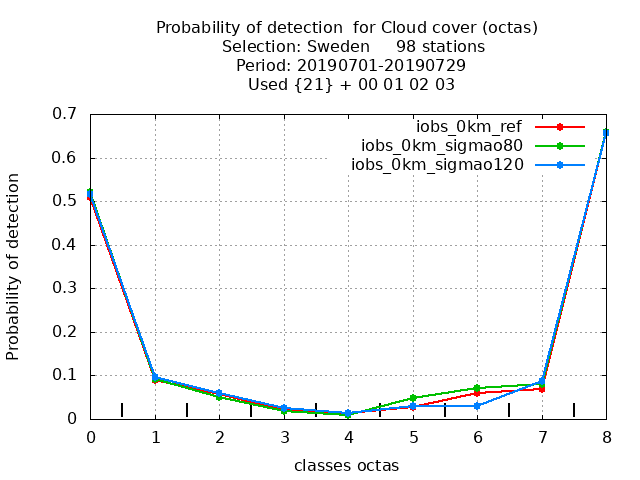 Probability of detection  for Cloud cover (octas)
Selection: Sweden     98 stations
Period: 20190701-20190729
Used {21} + 00 01 02 03
iobs_0km_ref
iobs_0km_sigmao80
iobs_0km_sigmao120
Probability of detection
0.7
0.6
0.5
0.4
0.3
0.2
0.1
0
0 1 2 3 4 5 6 7 8
classes octas